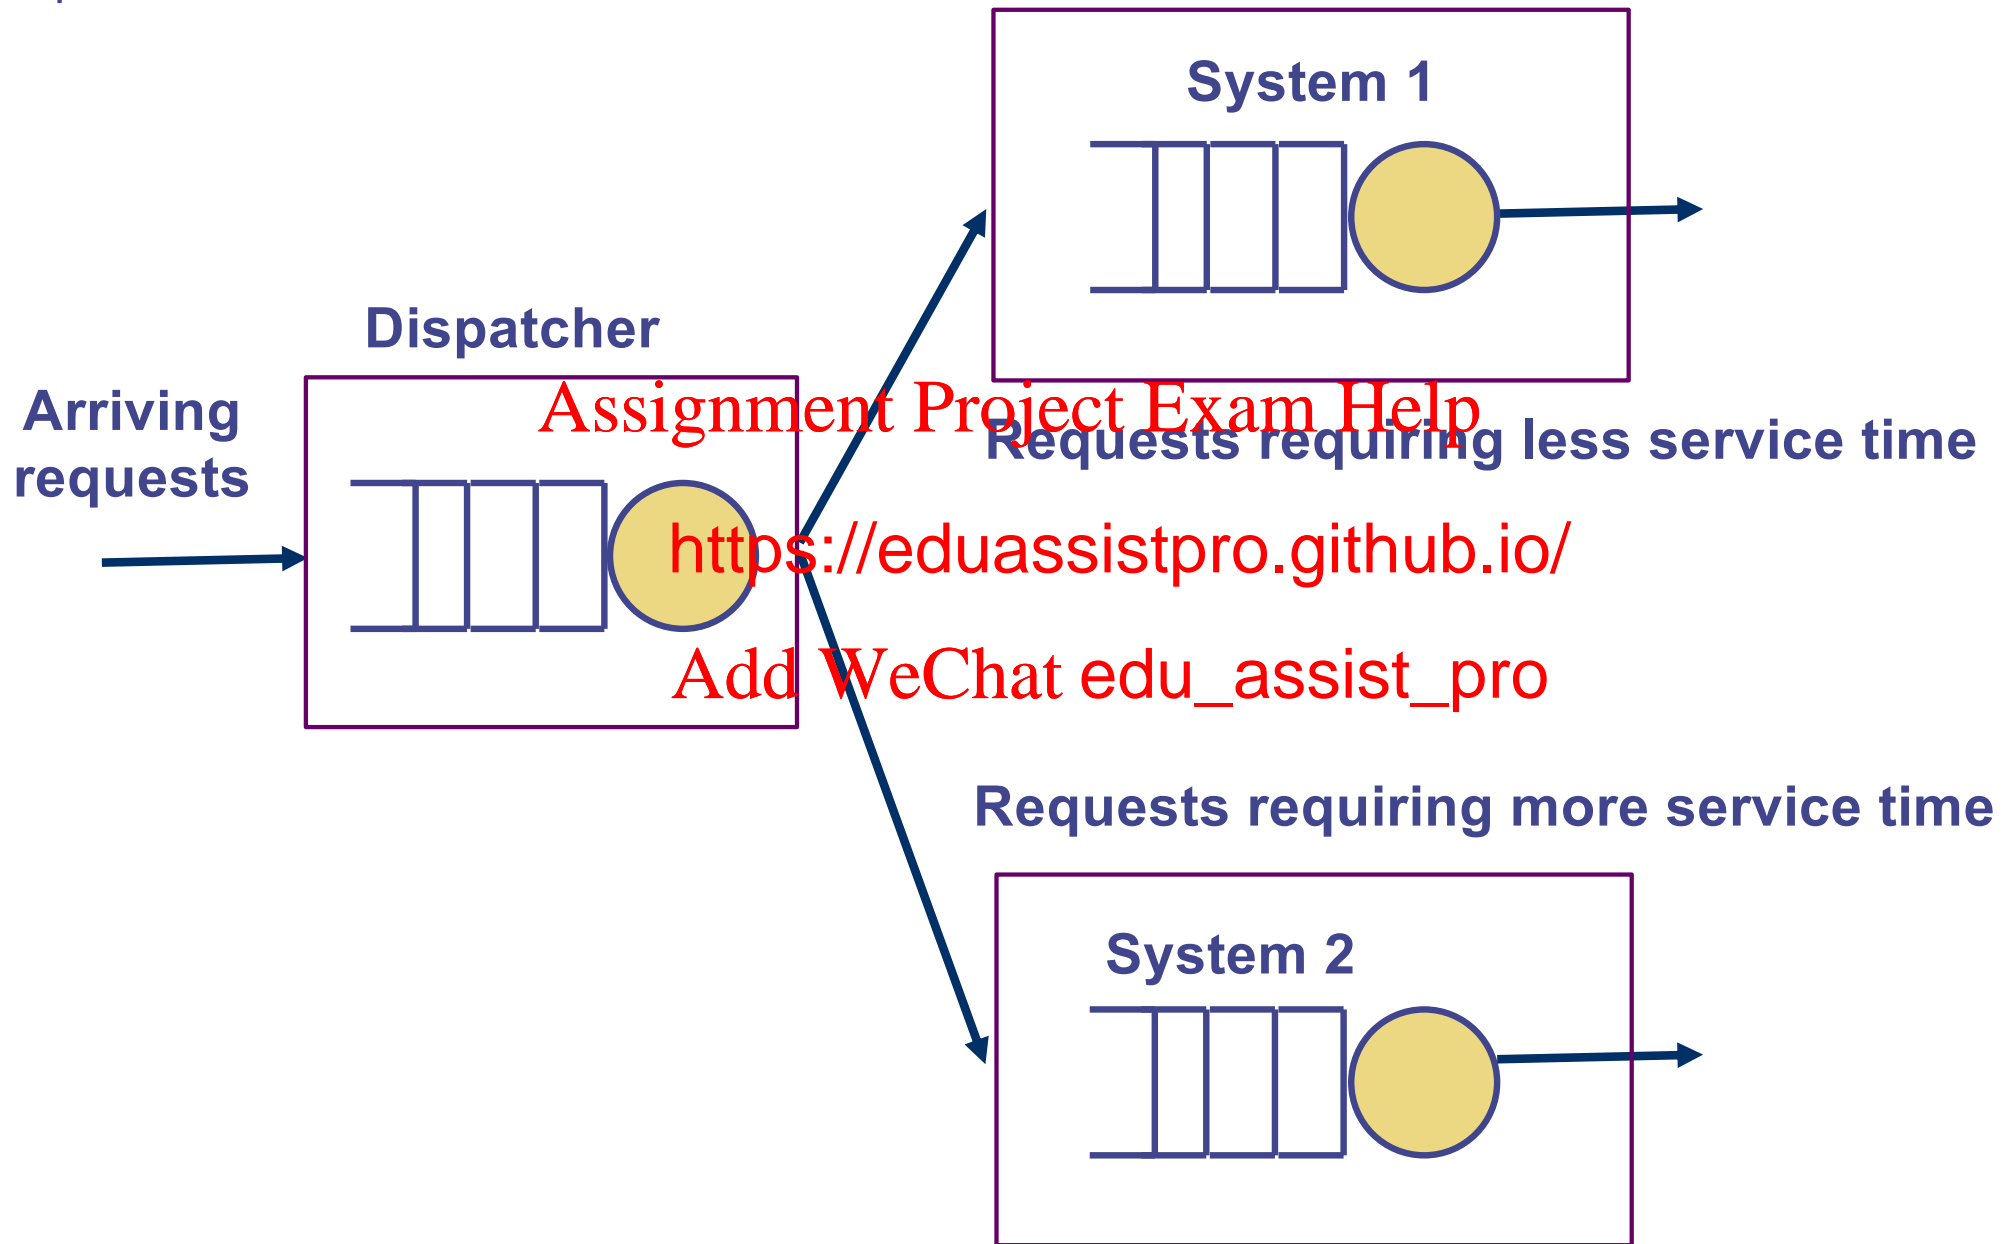 System 1
Dispatcher
Arriving
requests
Assignment Project Exam Help
Requests requiring less service time
https://eduassistpro.github.io/
Add WeChat edu_assist_pro
Requests requiring more service time
System 2